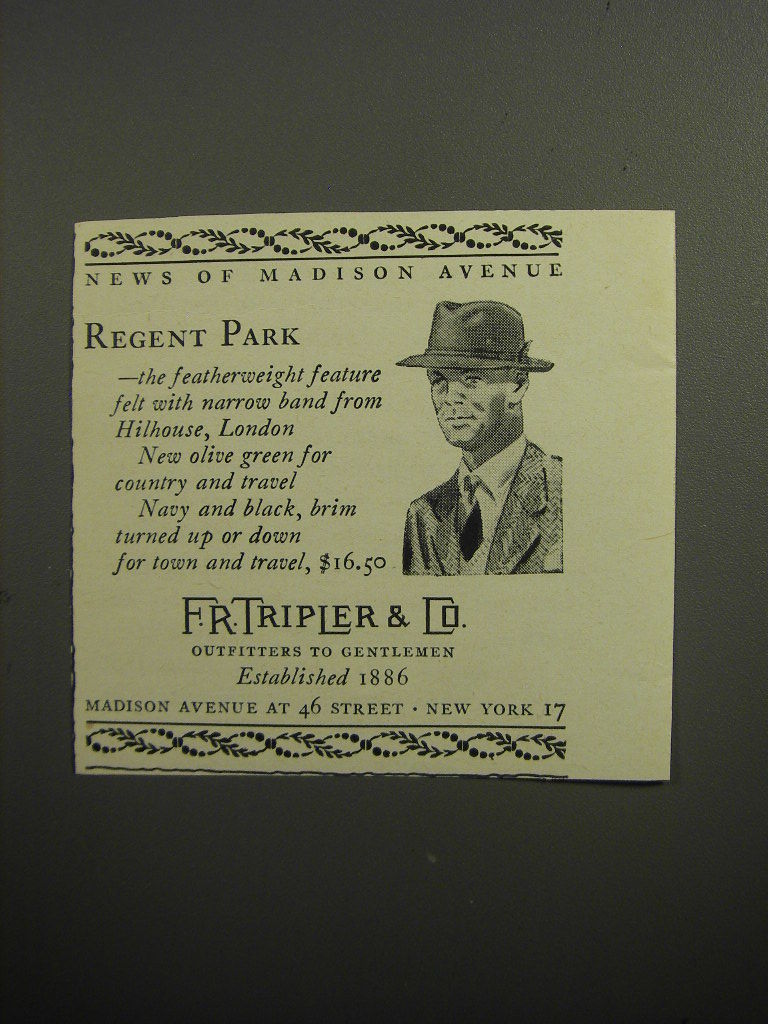 NEWS OF MADISON AVENUE
REGENT PARK
—the featherweight feature
felt with narrow band from
Hilhouse, London
New olive green for
country and travel
Navy and black, brim
turned up or down
for town and travel, $16.50
F.R.TRIPLER & CO.
OUTFITTERS TO GENTLEMEN
Established 1886
MADISON AVENUE AT 46 STREET · NEW YORK 17